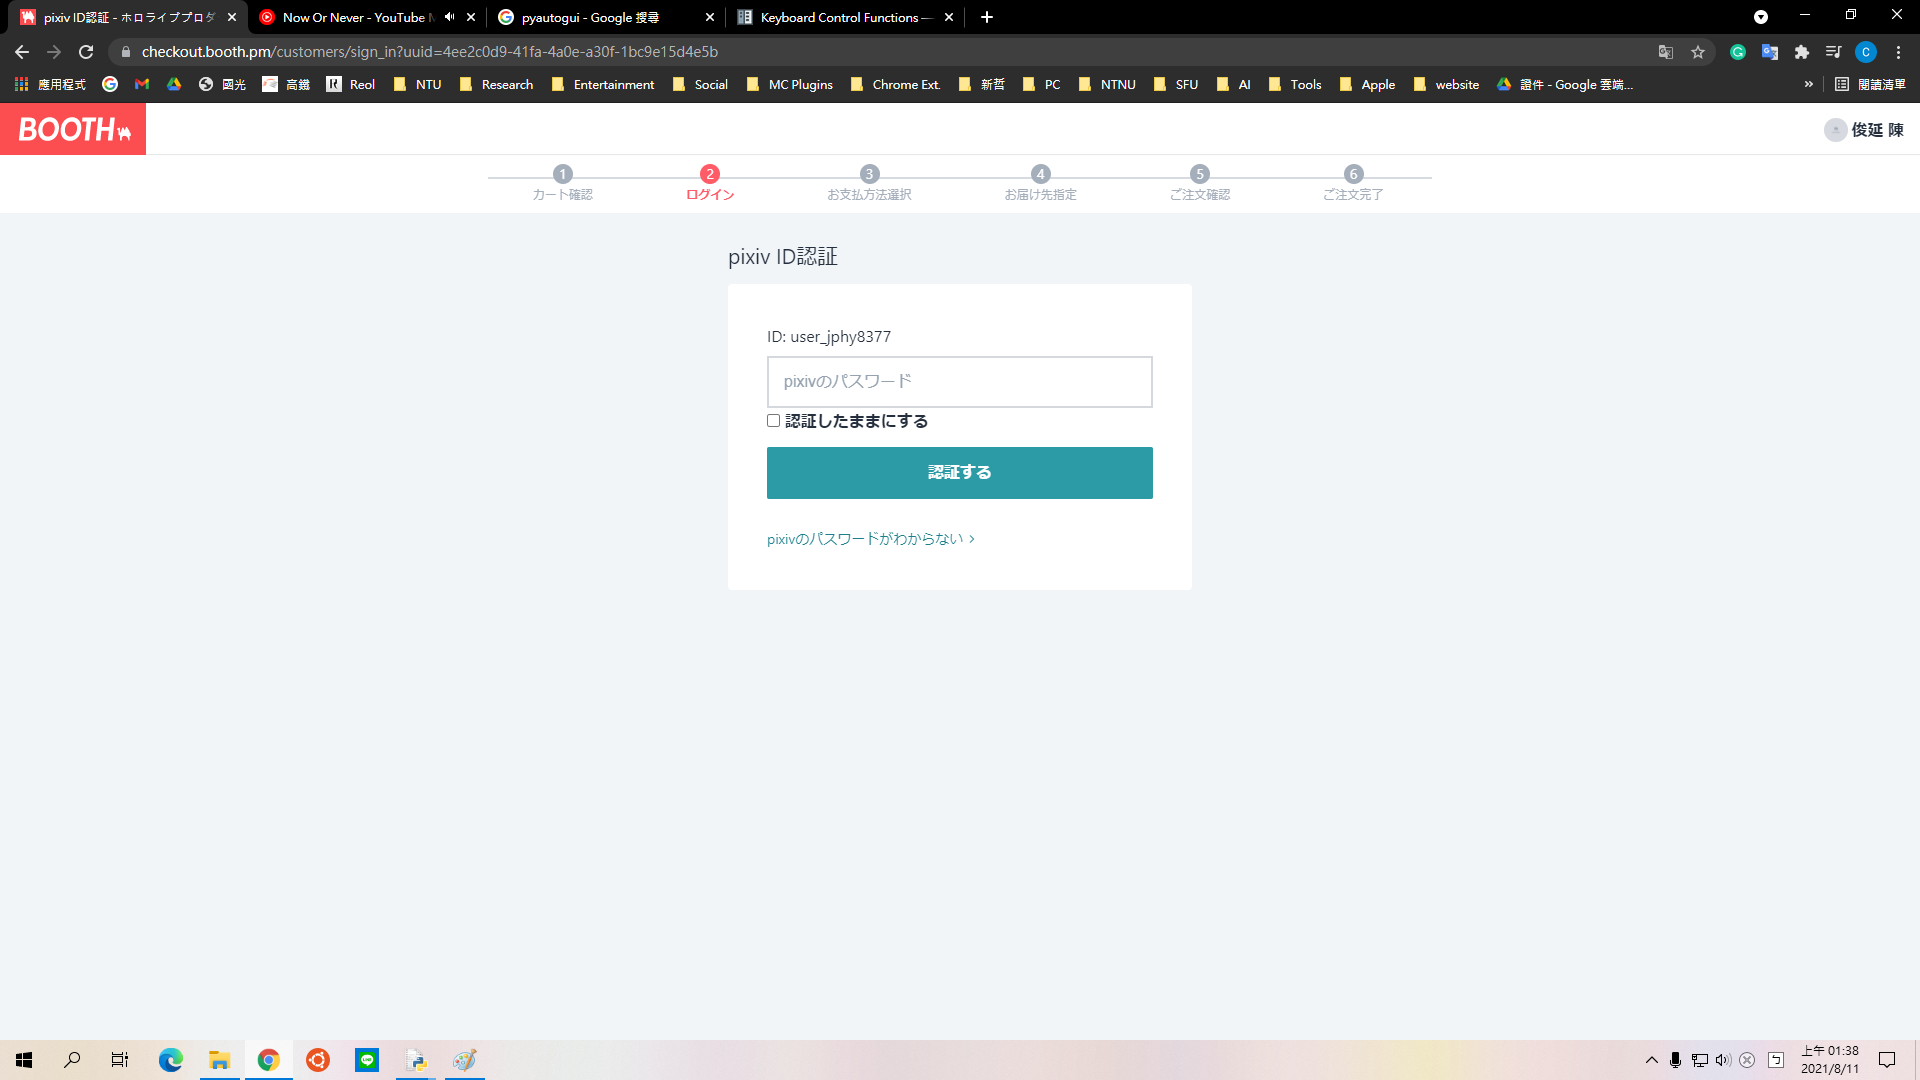 pixiv ID認証 - ホロライブプロダ
Now Or Never - YouTube M
pyautogui - Google 搜尋
Keyboard Control Functions —
checkout.booth.pm/customers/sign_in?uuid=4ee2c0d9-41fa-4a0e-a30f-1bc9e15d4e5b
C
應用程式
國光
高鐵
Reol
NTU
Research
Entertainment
Social
MC Plugins
Chrome Ext.
新哲
PC
NTNU
SFU
AI
Tools
Apple
website
證件 - Google 雲端...
»
閱讀清單
BOOTH
俊延 陳
1
カート確認
2
ログイン
3
お支払方法選択
4
お届け先指定
5
ご注文確認
6
ご注文完了
pixiv ID認証
ID: user_jphy8377
pixivのパスワード
認証したままにする
認証する
pixivのパスワードがわからない
上午 01:38
2021/8/11